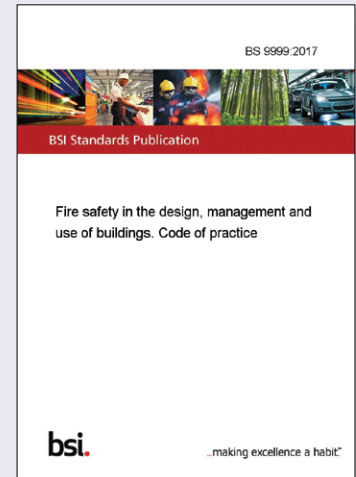 BS 9999:2017
BSI Standards Publication
Fire safety in the design, management and
use of buildings. Code of practice
bsi.
...making excellence a habit.™